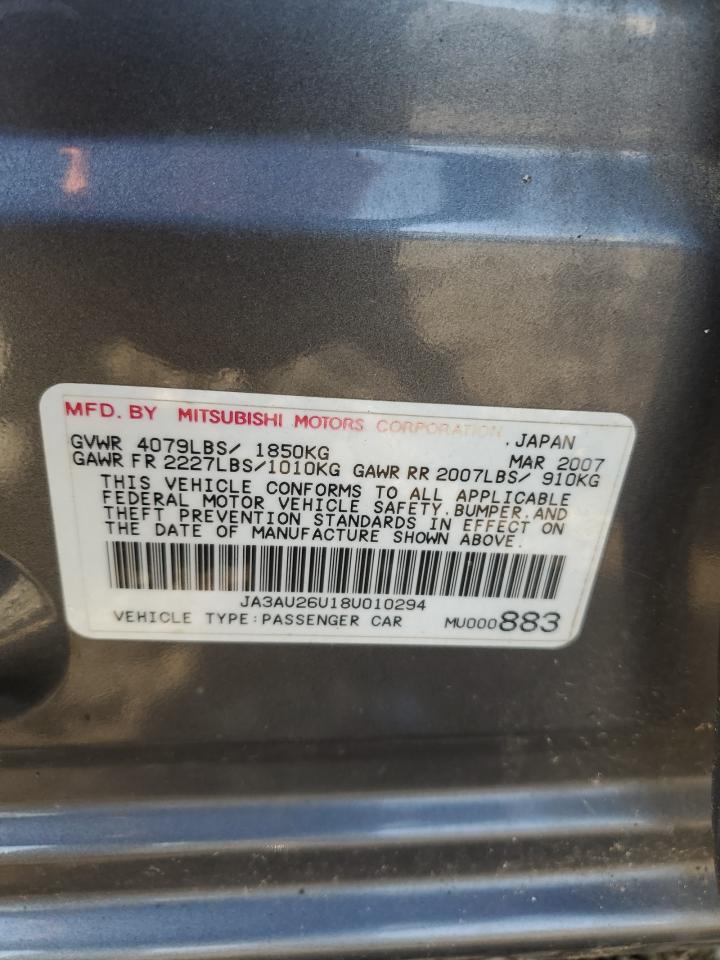 MFD. BY MITSUBISHI MOTORS CORPORATION, JAPAN
GVWR 4079LBS/ 1850KG MAR 2007
GAWR FR 2227LBS/1010KG GAWR RR 2007LBS/ 910KG
THIS VEHICLE CONFORMS TO ALL APPLICABLE
FEDERAL MOTOR VEHICLE SAFETY, BUMPER, AND
THEFT PREVENTION STANDARDS IN EFFECT ON
THE DATE OF MANUFACTURE SHOWN ABOVE.
JA3AU26U18U010294
VEHICLE TYPE:PASSENGER CAR MU000883